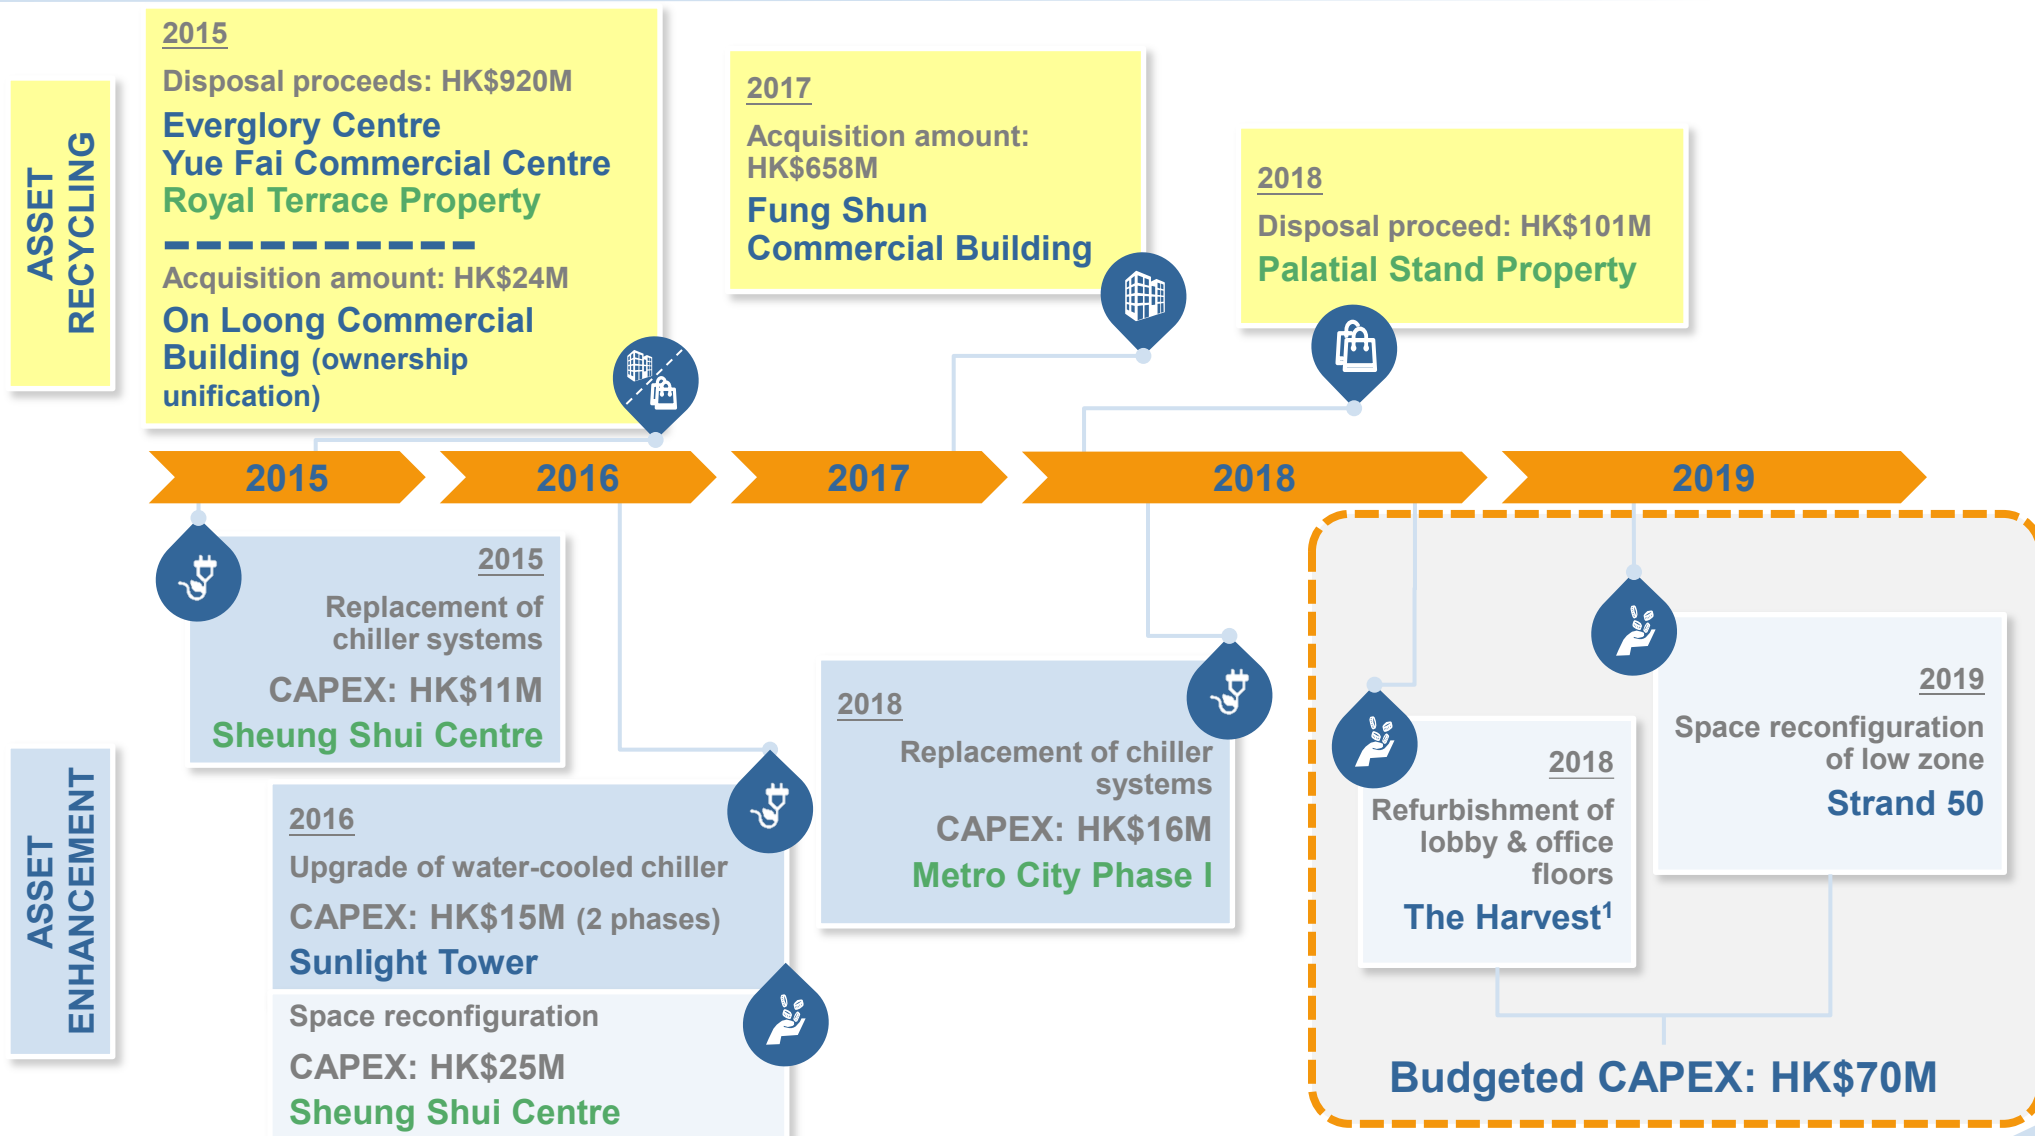 ASSET
RECYCLING
2015
Disposal proceeds: HK$920M
Everglory Centre
Yue Fai Commercial Centre
Royal Terrace Property
Acquisition amount: HK$24M
On Loong Commercial
Building (ownership
unification)
2017
Acquisition amount:
HK$658M
Fung Shun
Commercial Building
2018
Disposal proceed: HK$101M
Palatial Stand Property
2015
2016
2017
2018
2019
ASSET
ENHANCEMENT
2015
Replacement of
chiller systems
CAPEX: HK$11M
Sheung Shui Centre
2016
Upgrade of water-cooled chiller
CAPEX: HK$15M (2 phases)
Sunlight Tower
Space reconfiguration
CAPEX: HK$25M
Sheung Shui Centre
2018
Replacement of chiller
systems
CAPEX: HK$16M
Metro City Phase I
2018
Refurbishment of
lobby & office
floors
The Harvest1
2019
Space reconfiguration
of low zone
Strand 50
Budgeted CAPEX: HK$70M